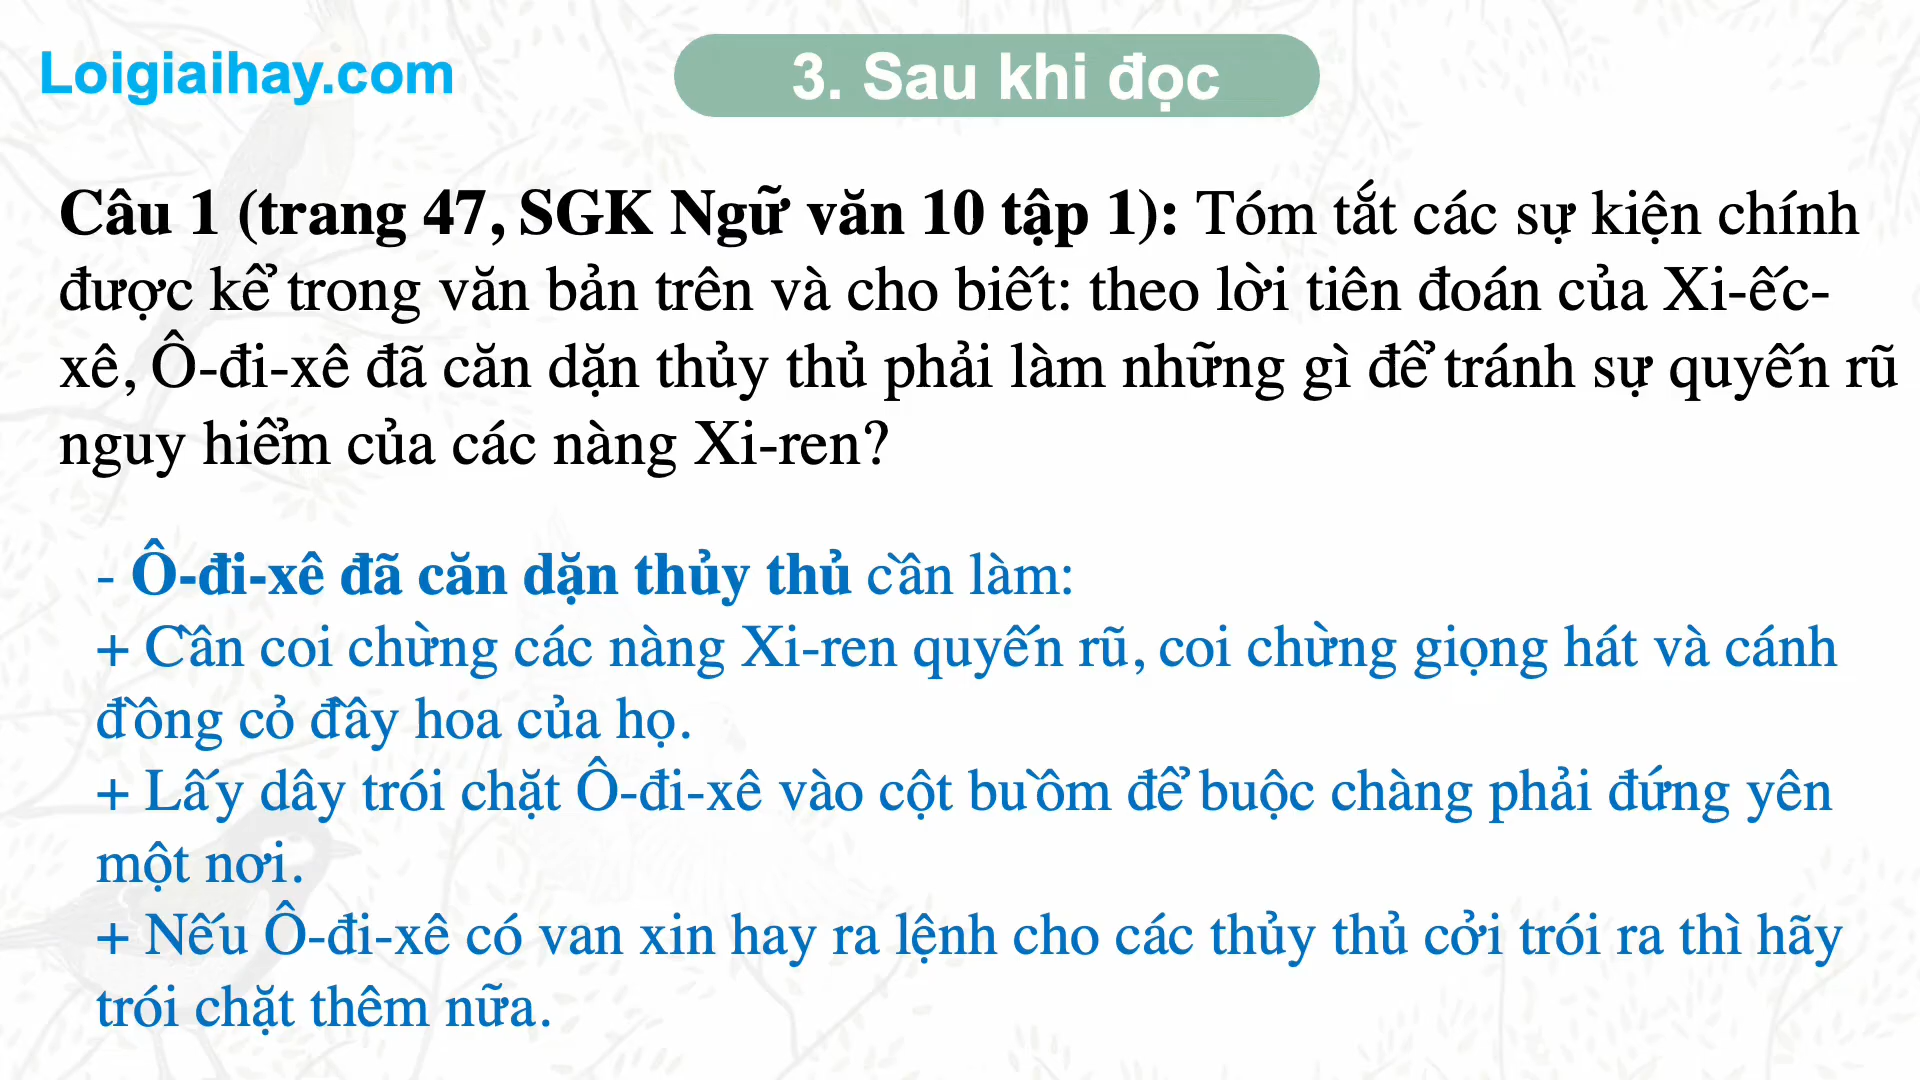 Loigiaihay.com
3. Sau khi đọc
Câu 1 (trang 47, SGK Ngữ văn 10 tập 1): Tóm tắt các sự kiện chính
được kể trong văn bản trên và cho biết: theo lời tiên đoán của Xi-ếc-
xê, Ô-đi-xê đã căn dặn thủy thủ phải làm những gì để tránh sự quyến rũ
nguy hiểm của các nàng Xi-ren?
- Ô-đi-xê đã căn dặn thủy thủ cần làm:
+ Cần coi chừng các nàng Xi-ren quyến rũ, coi chừng giọng hát và cánh
đồng cỏ đầy hoa của họ.
+ Lấy dây trói chặt Ô-đi-xê vào cột buồm để buộc chàng phải đứng yên
một nơi.
+ Nếu Ô-đi-xê có van xin hay ra lệnh cho các thủy thủ cởi trói ra thì hãy
trói chặt thêm nữa.